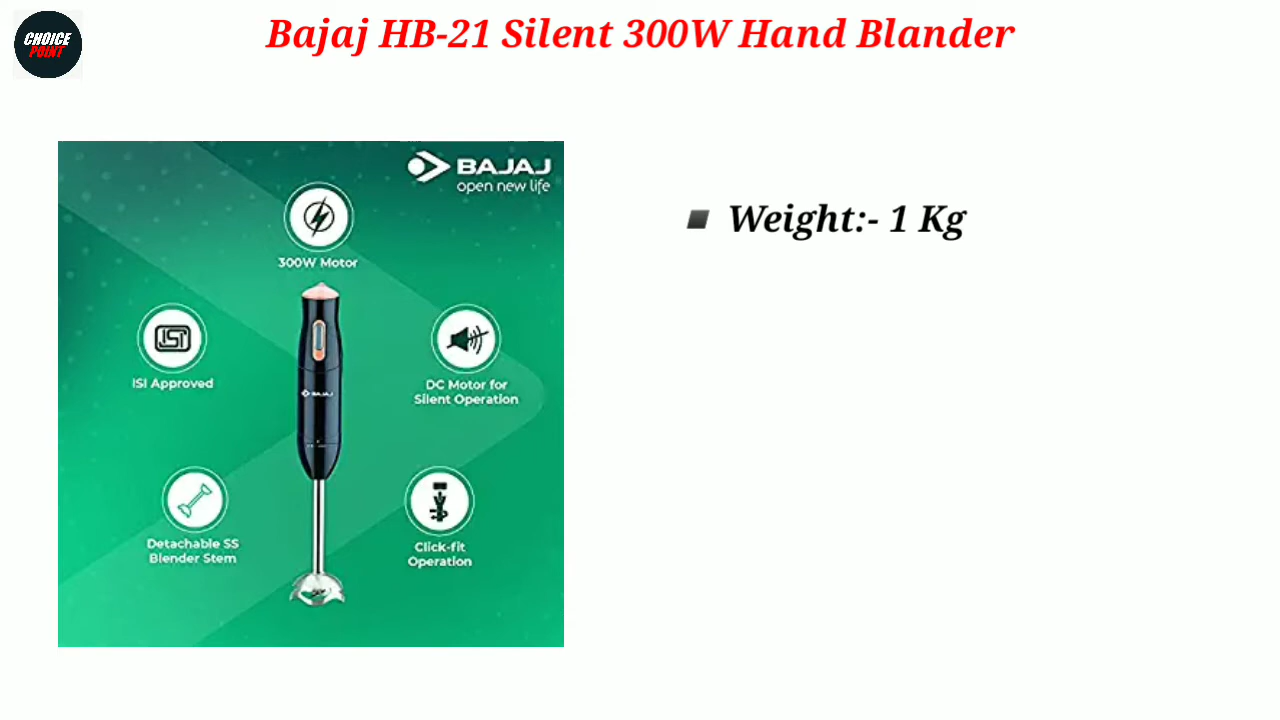 CHOICE
POINT
Bajaj HB-21 Silent 300W Hand Blander
BAJAJ
open new life
300W Motor
ISI Approved
DC Motor for
Silent Operation
BAJAJ
Detachable SS
Blender Stem
Click-fit
Operation
Weight:- 1 Kg